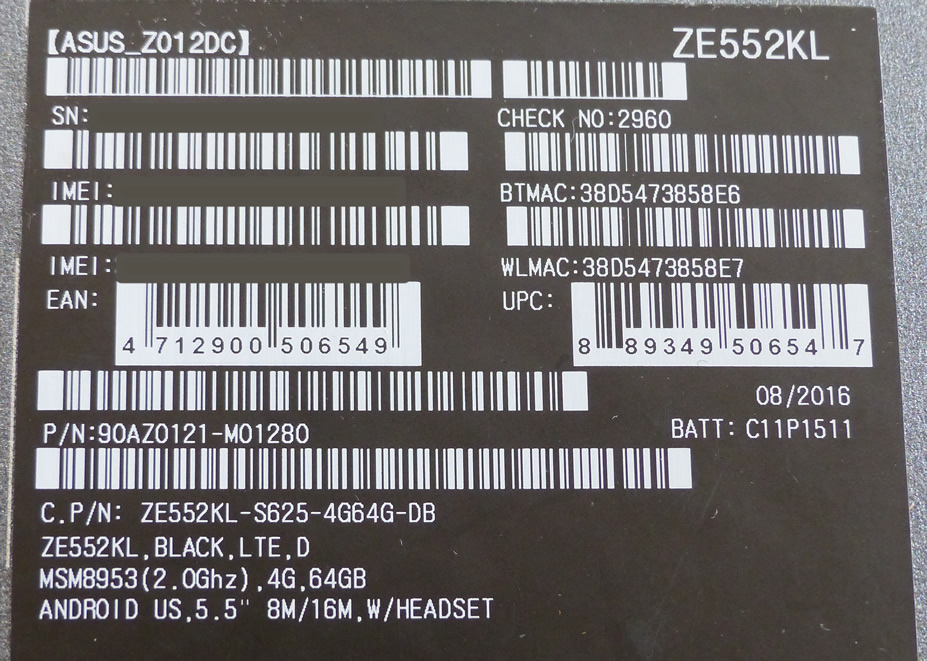 【ASUS_Z012DC】
ZE552KL
SN:
CHECK NO:2960
IMEI:
BTMAC:38D5473858E6
IMEI:
WLMAC:38D5473858E7
EAN:
4 712900 506549
UPC:
8 89349 50654 7
08/2016
P/N:90AZ0121-M01280
BATT: C11P1511
C.P/N: ZE552KL-S625-4G64G-DB
ZE552KL,BLACK,LTE,D
MSM8953(2.0Ghz),4G,64GB
ANDROID US,5.5" 8M/16M,W/HEADSET